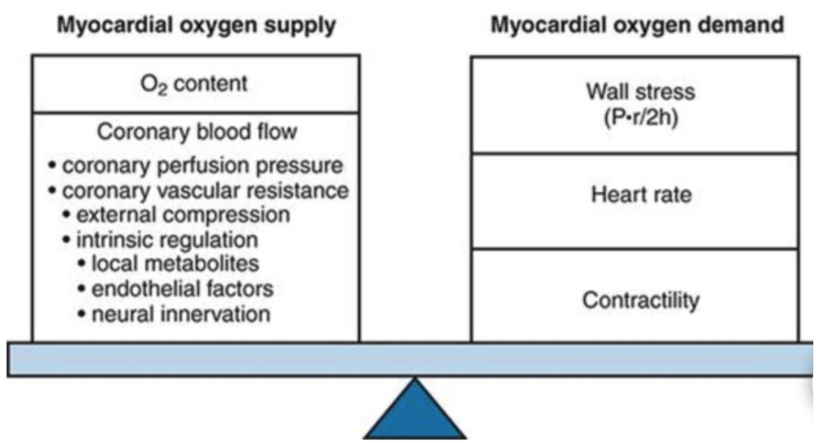 Myocardial oxygen supply
O₂ content
Coronary blood flow
• coronary perfusion pressure
• coronary vascular resistance
• external compression
• intrinsic regulation
• local metabolites
• endothelial factors
• neural innervation
Myocardial oxygen demand
Wall stress
(P•r/2h)
Heart rate
Contractility